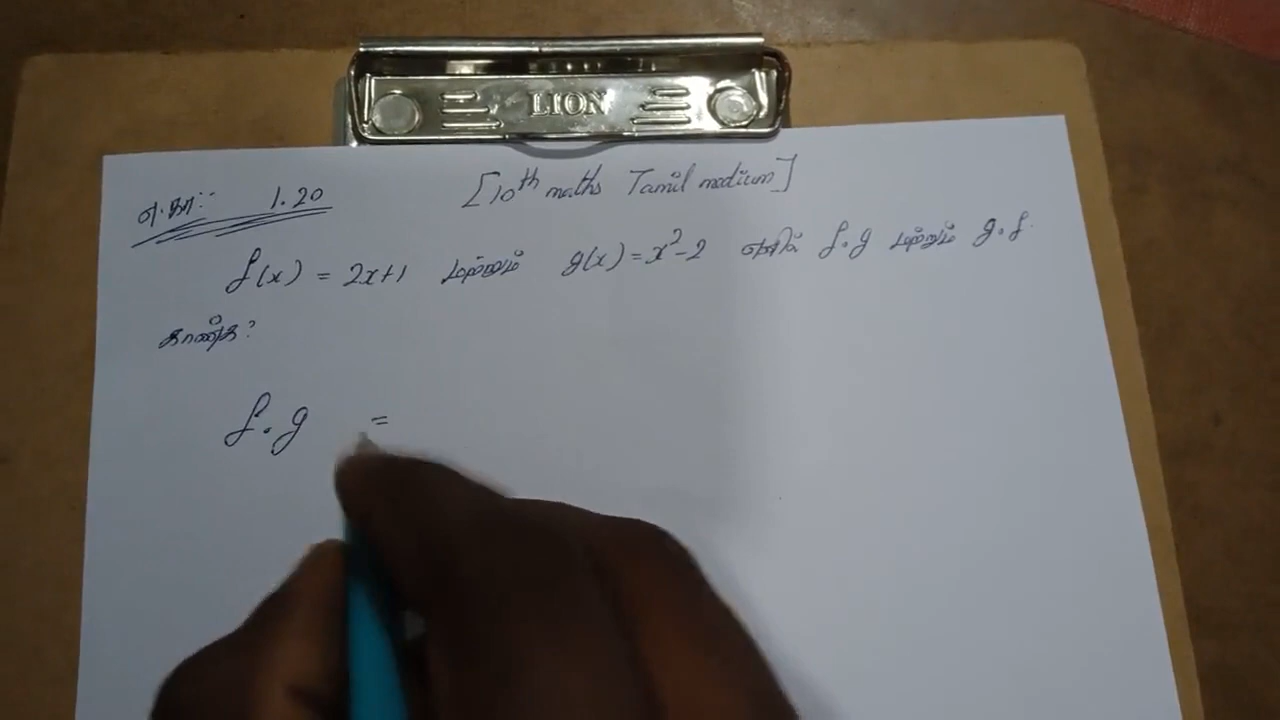 LION
எ.கா:- 1.20 [10th maths Tamil medium]
f(x) = 2x+1 மற்றும் g(x) = x²-2 எனில் f∘g மற்றும் g∘f
காண்க?
f∘g =